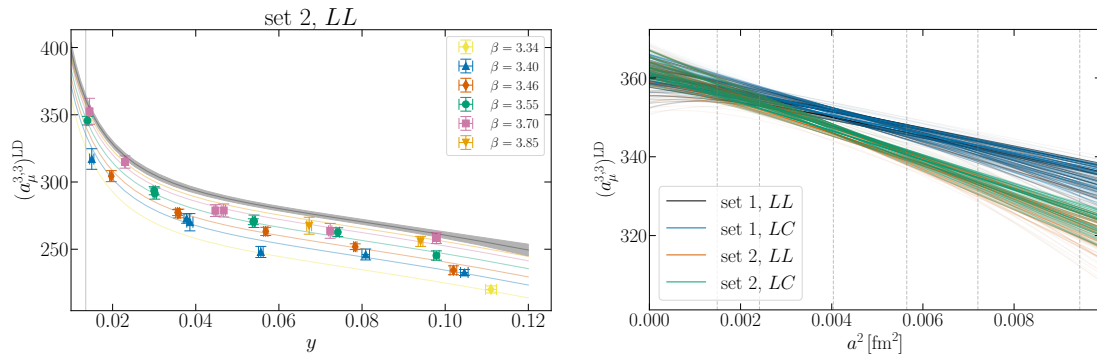 set 2, LL
(a_μ^{3,3})^{LD}
400
350
300
250
0.02 0.04 0.06 0.08 0.10 0.12
y
β = 3.34
β = 3.40
β = 3.46
β = 3.55
β = 3.70
β = 3.85
(a_μ^{3,3})^{LD}
360
340
320
0.000 0.002 0.004 0.006 0.008
a² [fm²]
set 1, LL
set 1, LC
set 2, LL
set 2, LC